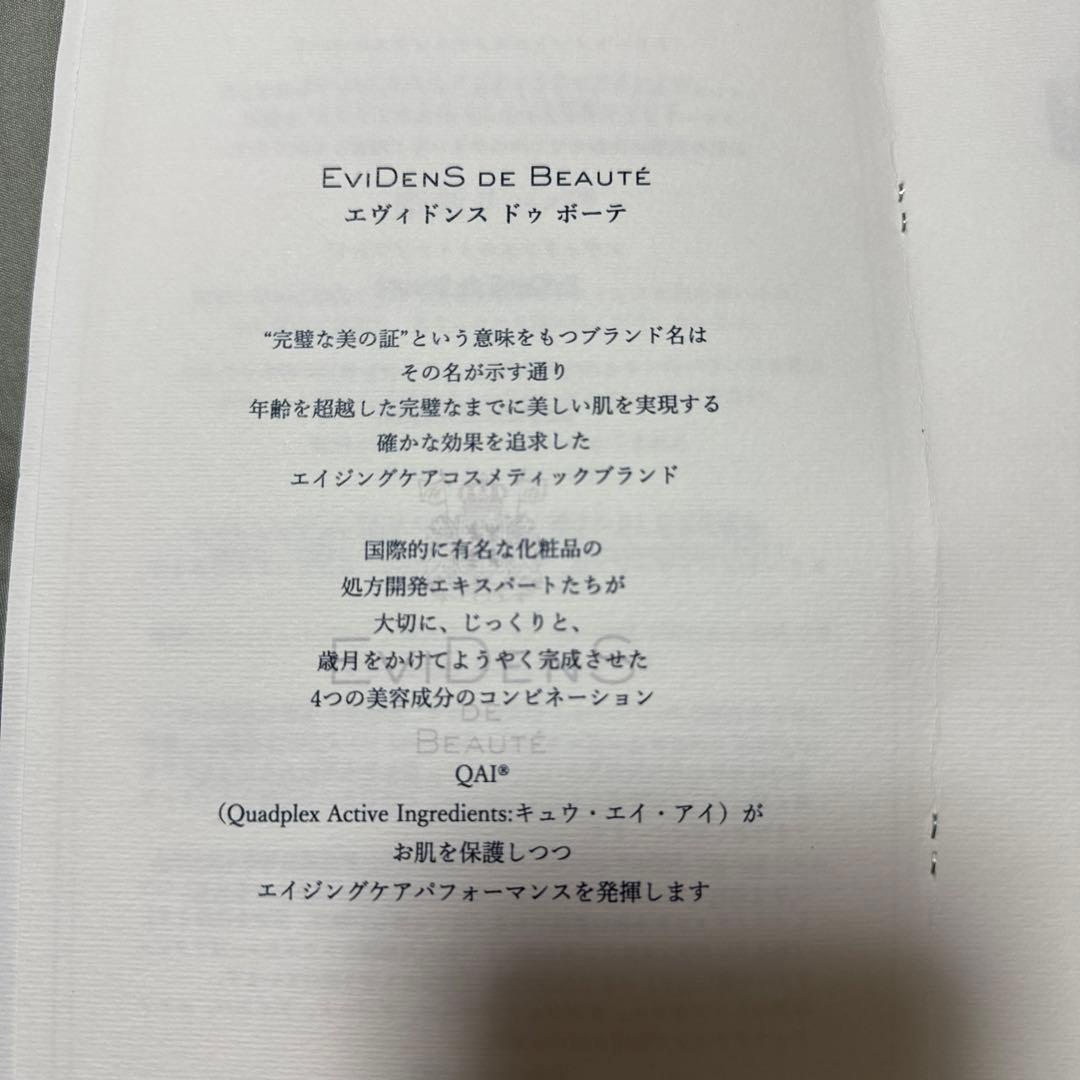 EVIDENS DE BEAUTÉ
エヴィドンス ドゥ ボーテ
“完璧な美の証”という意味をもつブランド名は
その名が示す通り
年齢を超越した完璧なまでに美しい肌を実現する
確かな効果を追求した
エイジングケアコスメティックブランド
国際的に有名な化粧品の
処方開発エキスパートたちが
大切に、じっくりと、
歳月をかけてようやく完成させた
4つの美容成分のコンビネーション
EVIDENS
DE
BEAUTÉ
QAI®
（Quadplex Active Ingredients:キュウ・エイ・アイ）が
お肌を保護しつつ
エイジングケアパフォーマンスを発揮します